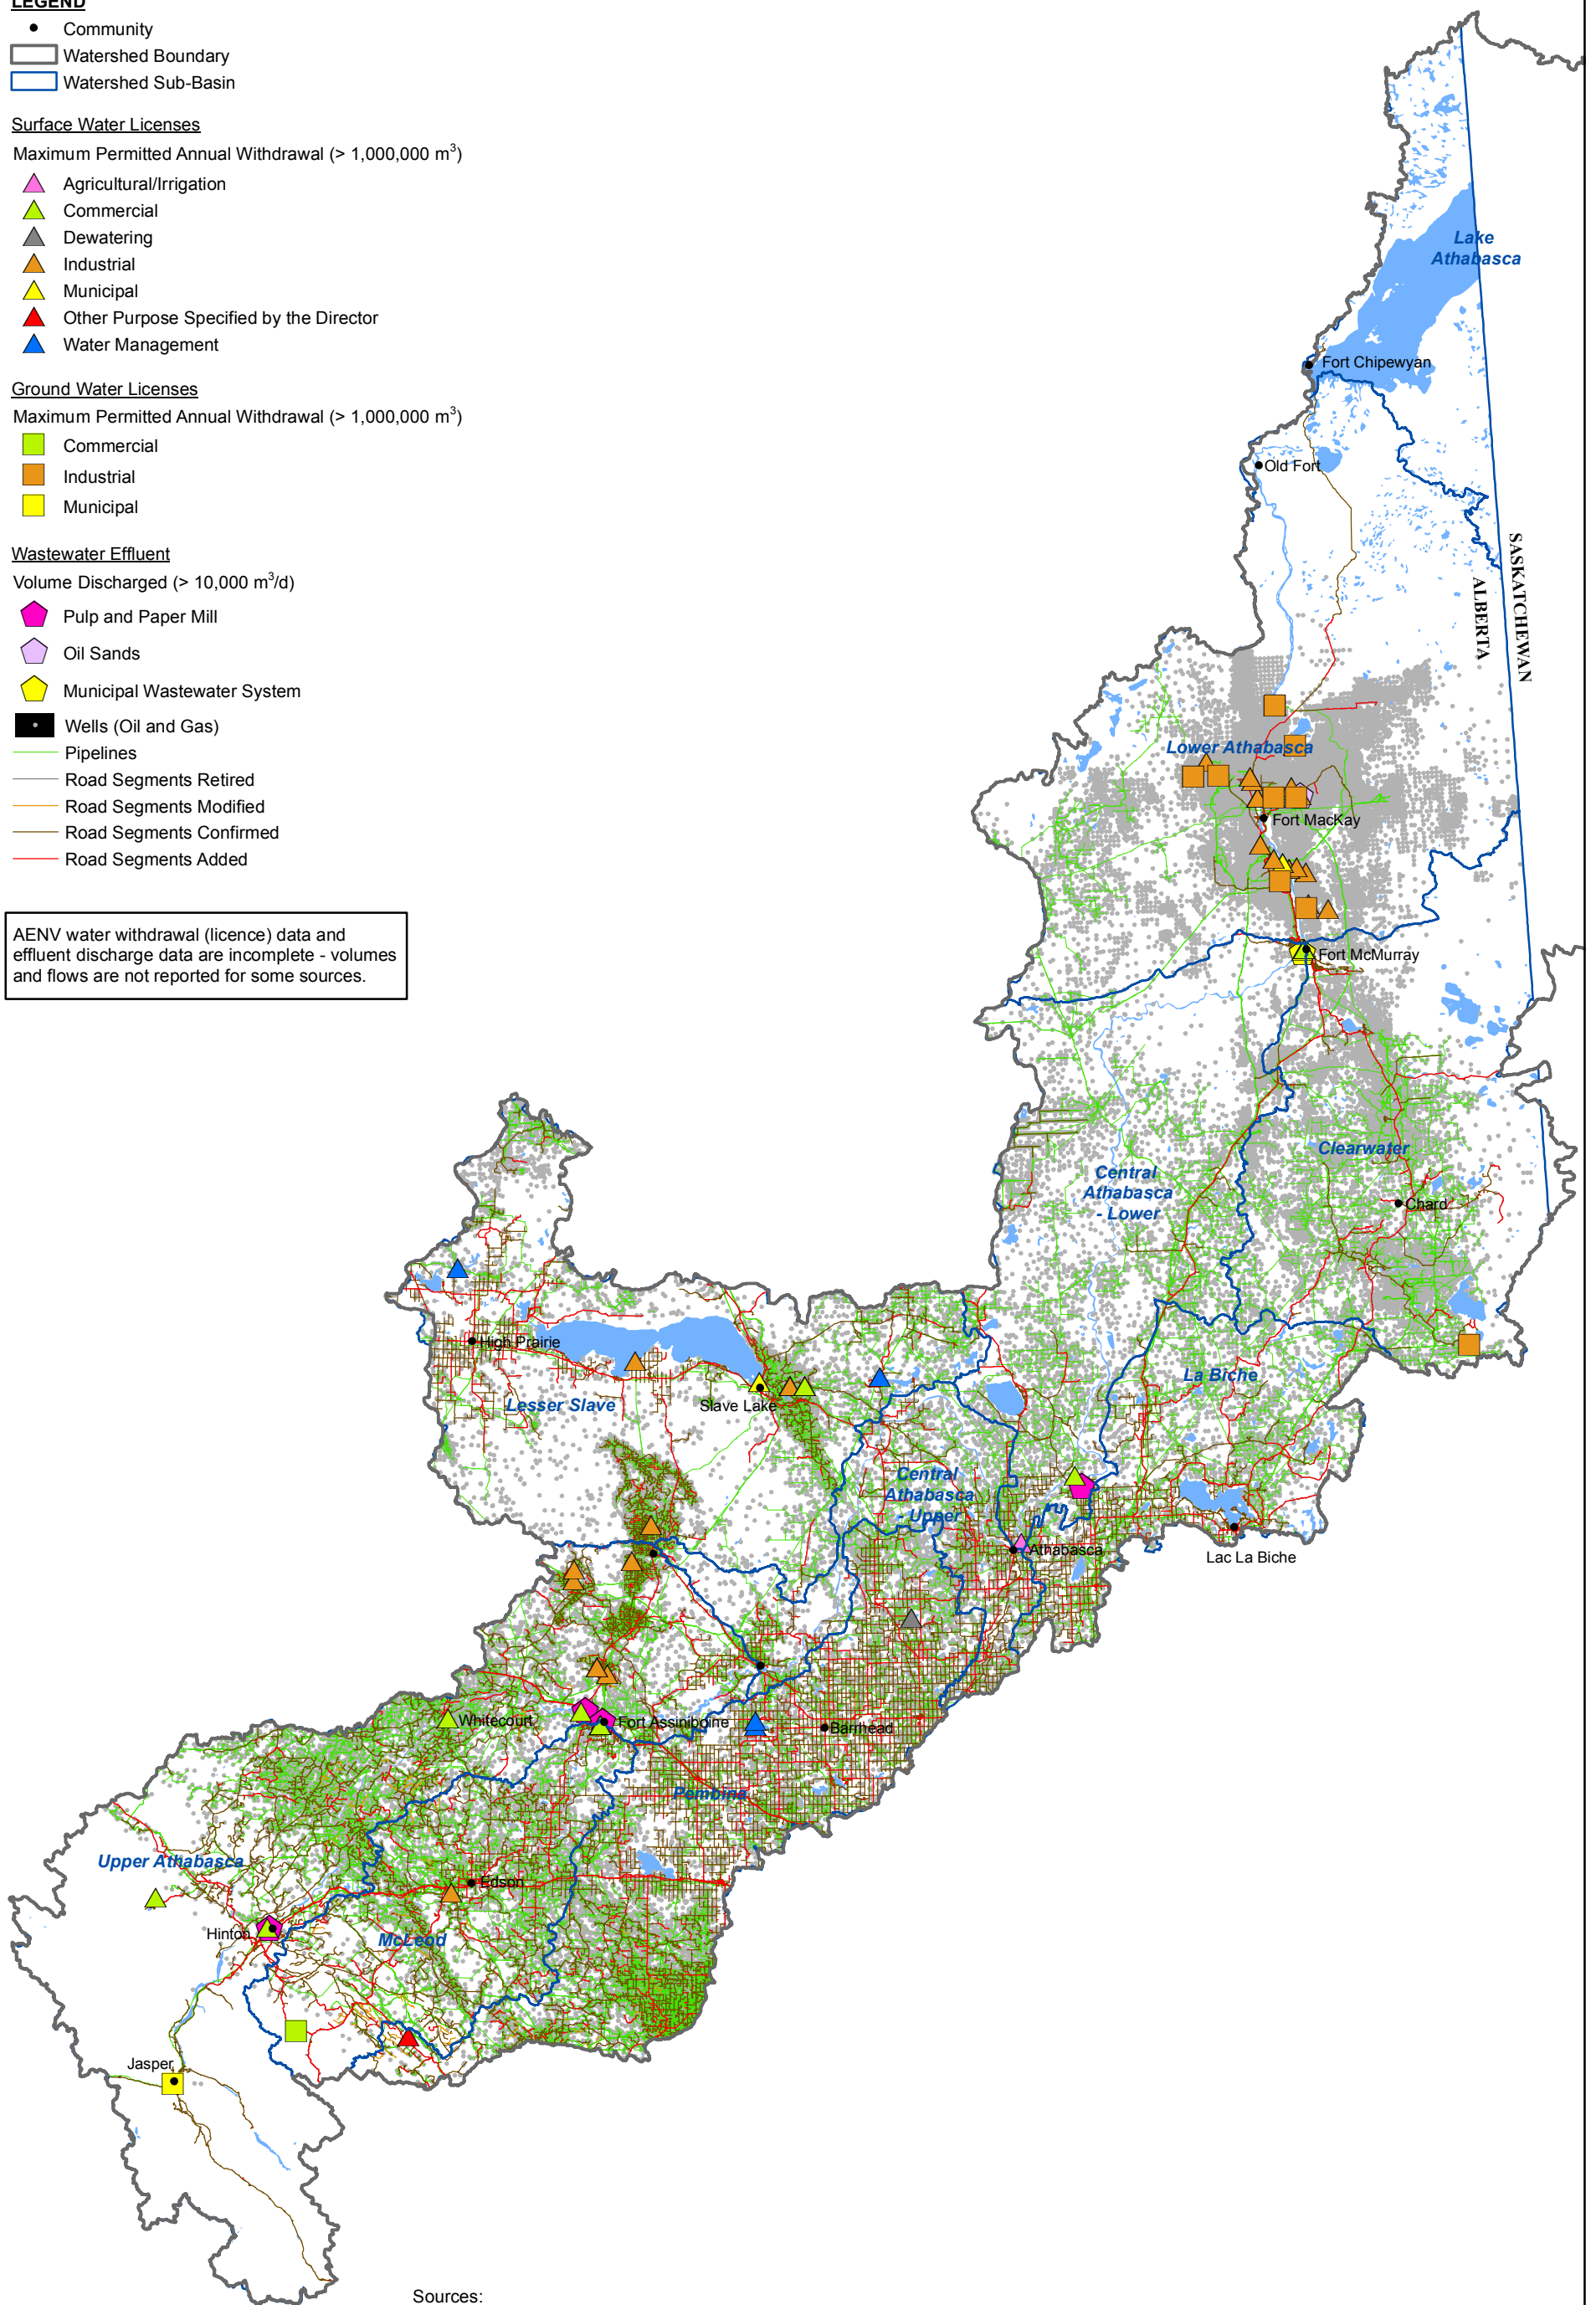 LEGEND
Community
Watershed Boundary
Watershed Sub-Basin
Surface Water Licenses
Maximum Permitted Annual Withdrawal (> 1,000,000 m³)
Agricultural/Irrigation
Commercial
Dewatering
Industrial
Municipal
Other Purpose Specified by the Director
Water Management
Ground Water Licenses
Maximum Permitted Annual Withdrawal (> 1,000,000 m³)
Commercial
Industrial
Municipal
Wastewater Effluent
Volume Discharged (> 10,000 m³/d)
Pulp and Paper Mill
Oil Sands
Municipal Wastewater System
Wells (Oil and Gas)
Pipelines
Road Segments Retired
Road Segments Modified
Road Segments Confirmed
Road Segments Added
AENV water withdrawal (licence) data and
effluent discharge data are incomplete - volumes
and flows are not reported for some sources.
Lake
Athabasca
Fort Chipewyan
Old Fort
SASKATCHEWAN
ALBERTA
Lower Athabasca
Fort MacKay
Fort McMurray
Clearwater
Central
Athabasca
- Lower
Chard
High Prairie
La Biche
Lesser Slave
Slave Lake
Central
Athabasca
- Upper
Athabasca
Lac La Biche
Whitecourt
Fort Assiniboine
Barrhead
Pembina
Upper Athabasca
Edson
Hinton
McLeod
Jasper
Sources: